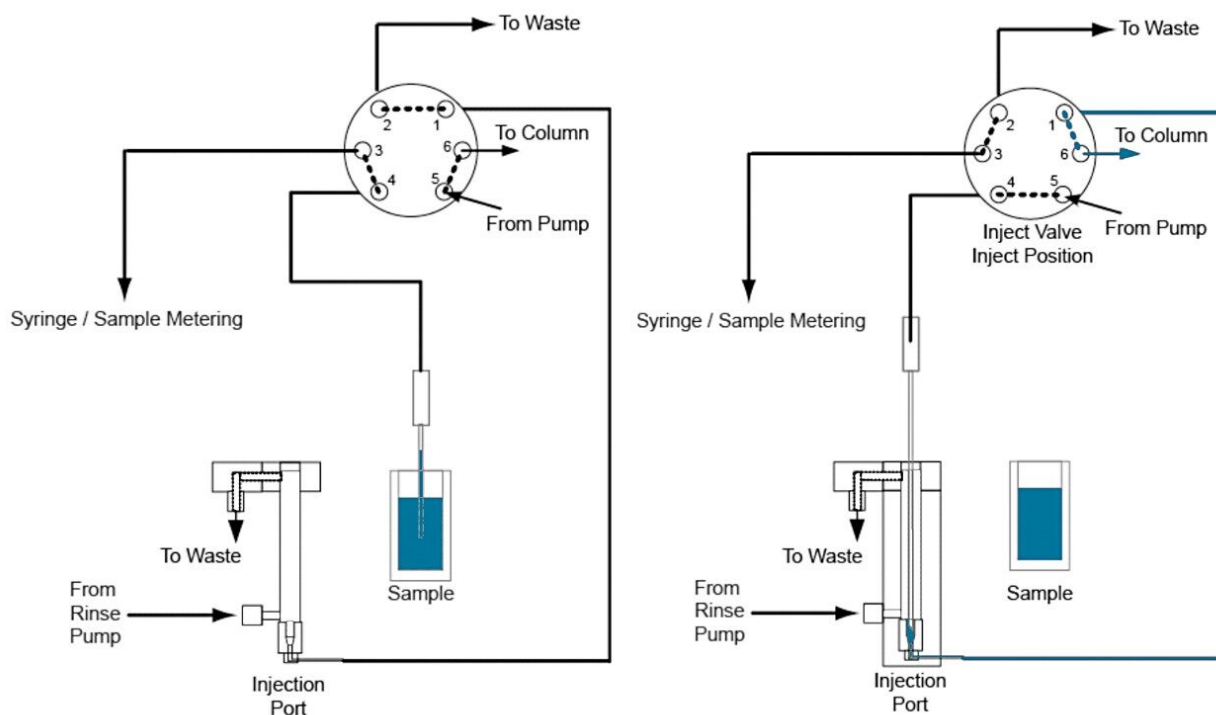 To Waste
2
1
To Column
3
6
4
5
From Pump
Syringe / Sample Metering
To Waste
From
Rinse
Pump
Sample
Injection
Port
To Waste
2
1
To Column
3
6
4
5
From Pump
Inject Valve
Inject Position
Syringe / Sample Metering
To Waste
From
Rinse
Pump
Sample
Injection
Port